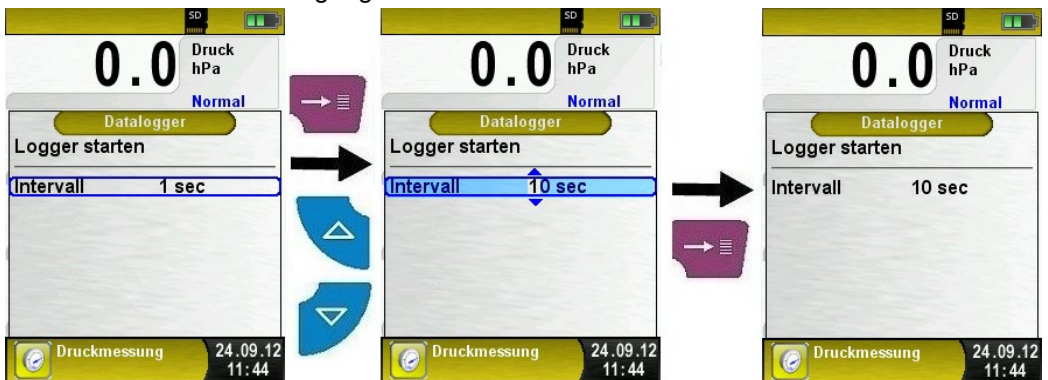 SD
0.0 Druck
hPa
Normal
Datalogger
Logger starten
Intervall 1 sec
Druckmessung 24.09.12
11:44
SD
0.0 Druck
hPa
Normal
Datalogger
Logger starten
Intervall 10 sec
Druckmessung 24.09.12
11:44
SD
0.0 Druck
hPa
Normal
Datalogger
Logger starten
Intervall 10 sec
Druckmessung 24.09.12
11:44